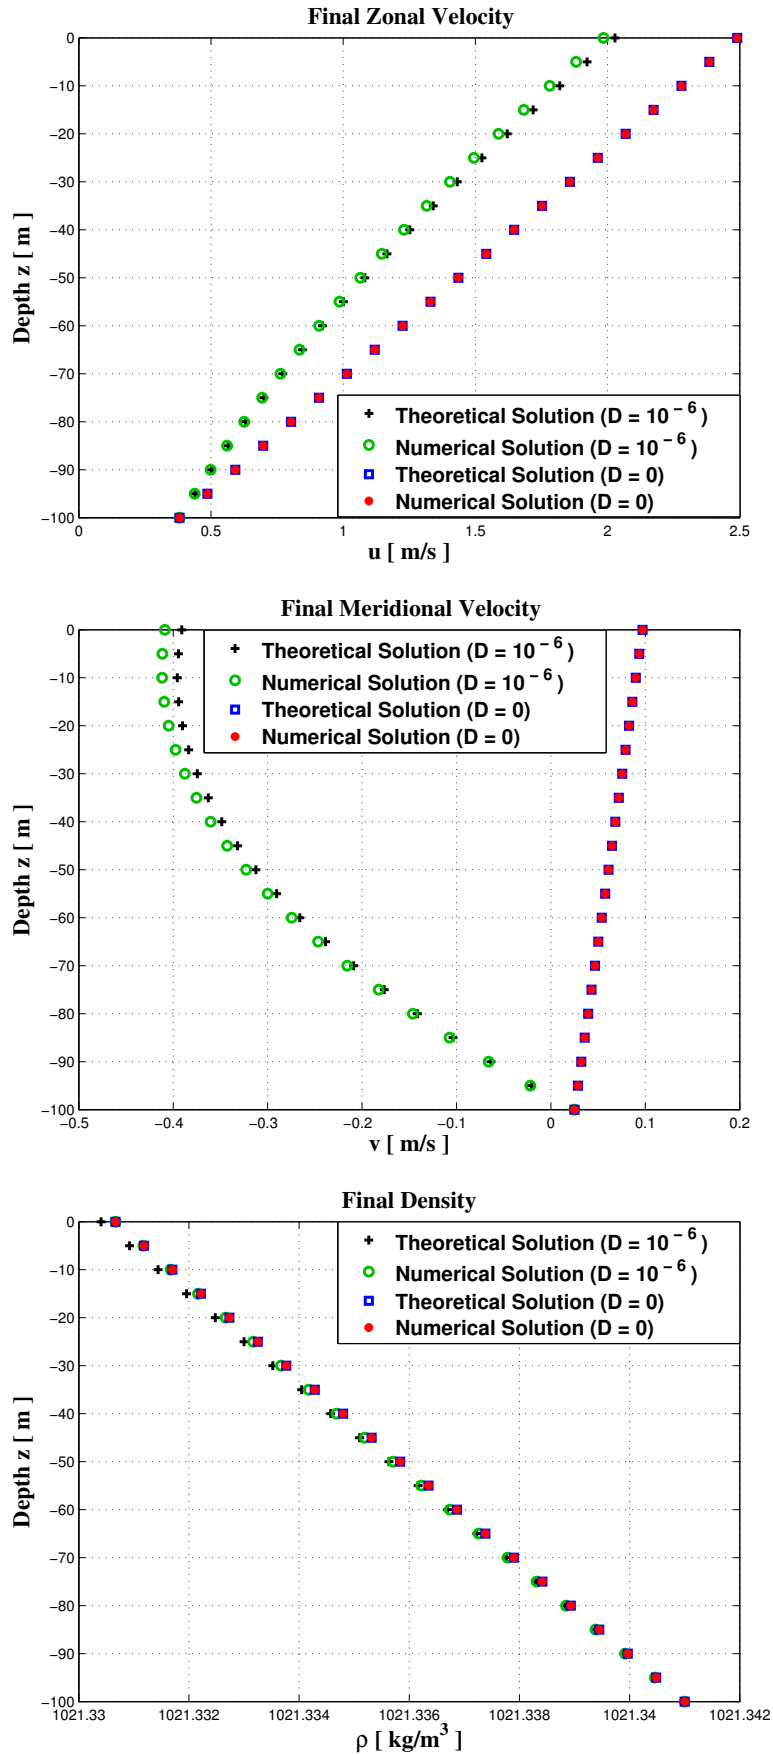 Final Zonal Velocity
Depth z [ m ]
0
−10
−20
−30
−40
−50
−60
−70
−80
−90
−100
Theoretical Solution (D = 10⁻⁶)
Numerical Solution (D = 10⁻⁶)
Theoretical Solution (D = 0)
Numerical Solution (D = 0)
0 0.5 1 1.5 2 2.5
u [ m/s ]
Final Meridional Velocity
Depth z [ m ]
0
−10
−20
−30
−40
−50
−60
−70
−80
−90
−100
Theoretical Solution (D = 10⁻⁶)
Numerical Solution (D = 10⁻⁶)
Theoretical Solution (D = 0)
Numerical Solution (D = 0)
−0.5 −0.4 −0.3 −0.2 −0.1 0 0.1 0.2
v [ m/s ]
Final Density
Depth z [ m ]
0
−10
−20
−30
−40
−50
−60
−70
−80
−90
−100
Theoretical Solution (D = 10⁻⁶)
Numerical Solution (D = 10⁻⁶)
Theoretical Solution (D = 0)
Numerical Solution (D = 0)
1021.33 1021.332 1021.334 1021.336 1021.338 1021.34 1021.342
ρ [ kg/m³ ]